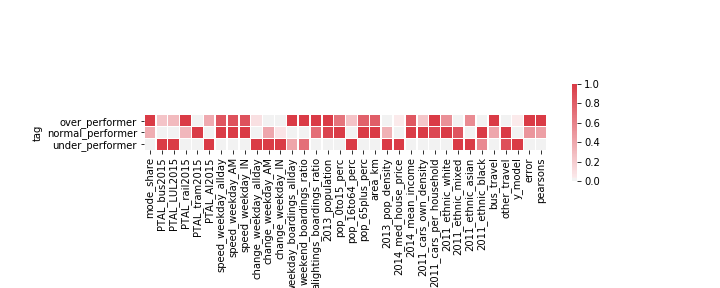 tag
over_performer
normal_performer
under_performer
1.0
0.8
0.6
0.4
0.2
0.0
mode_share
PTAL_bus2015
PTAL_LUL2015
PTAL_rail2015
PTAL_tram2015
PTAL_AI2015
speed_weekday_allday
speed_weekday_AM
speed_weekday_IN
change_weekday_allday
change_weekday_AM
change_weekday_IN
weekday_boardings_allday
weekend_boardings_ratio
alightings_boardings_ratio
2013_population
pop_0to15_perc
pop_16to64_perc
pop_65plus_perc
area_km
2013_pop_density
2014_med_house_price
2014_mean_income
2011_cars_own_density
2011_cars_per_household
2011_ethnic_white
2011_ethnic_mixed
2011_ethnic_asian
2011_ethnic_black
bus_travel
other_travel
y_model
error
pearsons